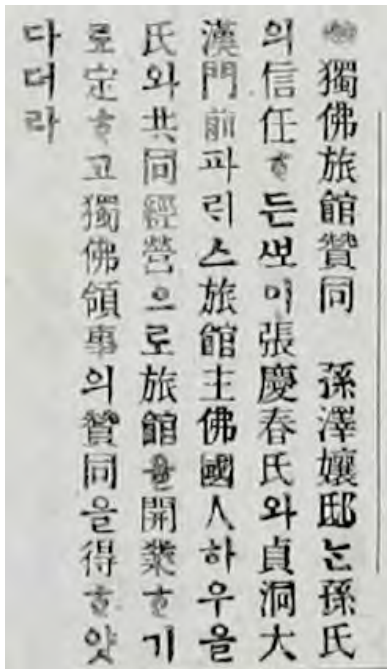 獨佛旅館贊同　孫澤孃邸는孫氏
의信任ᄒᆞ든ᄲᅩ이張慶春氏와貞洞大
漢門前파리스旅館主佛國人하우을
氏와共同經營으로旅館을開業ᄒᆞ기
로定ᄒᆞ고獨佛領事의贊同을得ᄒᆞ얏
다더라